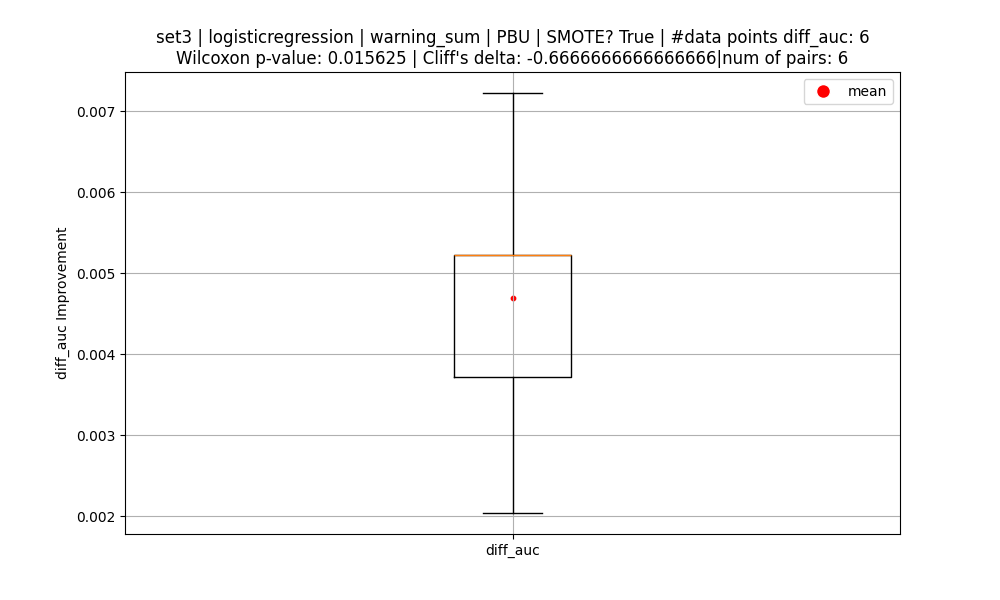 set3 | logisticregression | warning_sum | PBU | SMOTE? True | #data points diff_auc: 6
Wilcoxon p-value: 0.015625 | Cliff's delta: -0.6666666666666666|num of pairs: 6
mean
0.007
0.006
0.005
0.004
0.003
0.002
diff_auc Improvement
diff_auc